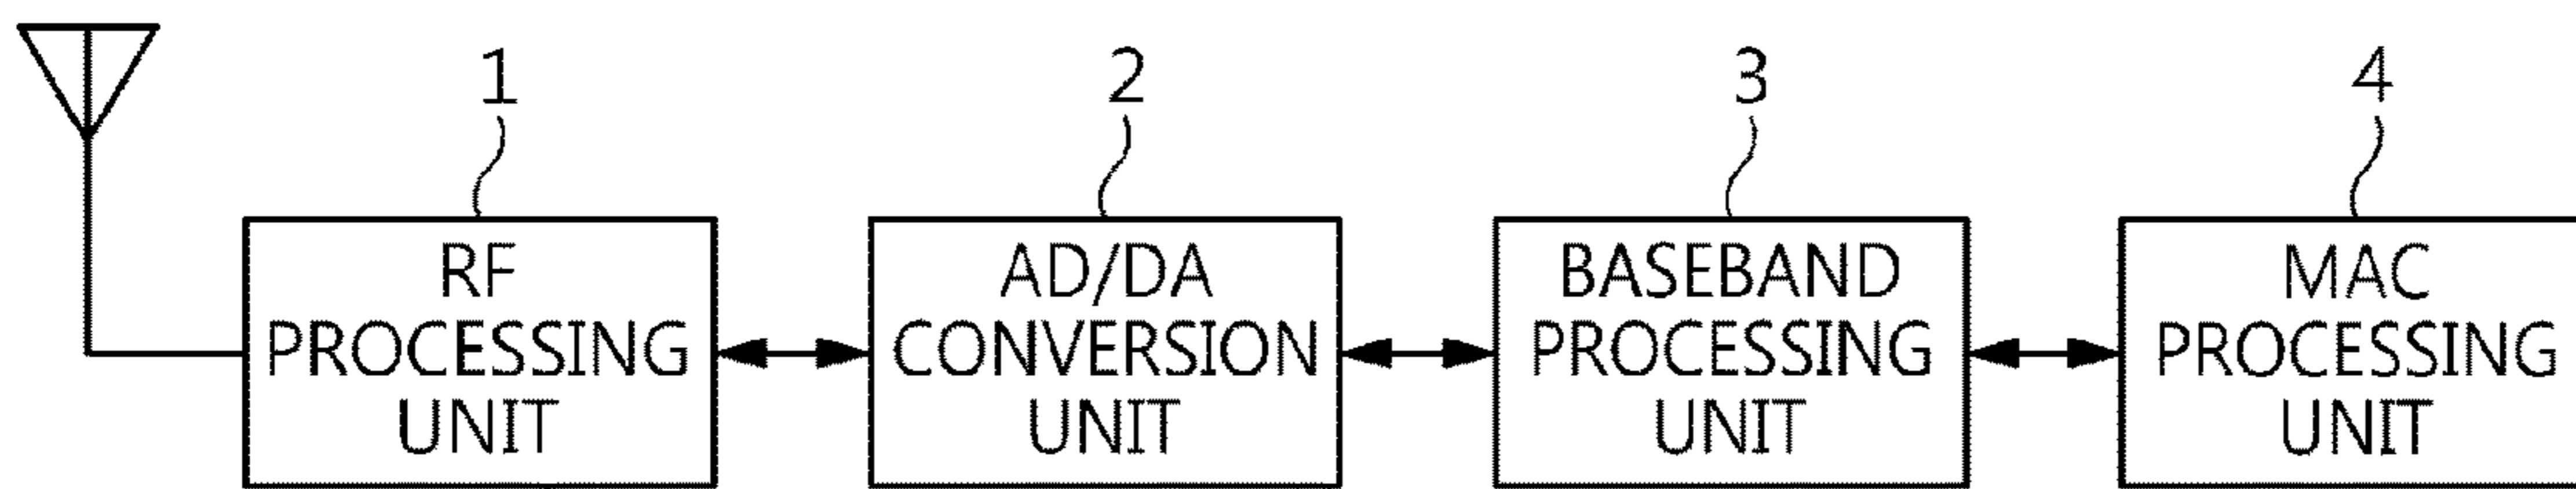 1
2
3
4
RF
PROCESSING
UNIT
AD/DA
CONVERSION
UNIT
BASEBAND
PROCESSING
UNIT
MAC
PROCESSING
UNIT